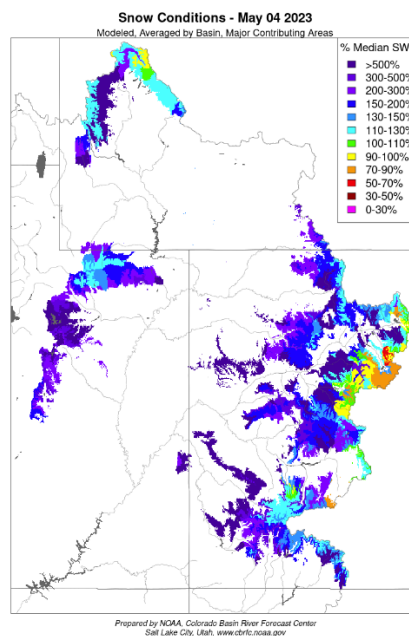 Snow Conditions - May 04 2023
Modeled, Averaged by Basin, Major Contributing Areas
% Median SW
>500%
300-500%
200-300%
150-200%
130-150%
110-130%
100-110%
90-100%
70-90%
50-70%
30-50%
0-30%
Prepared by NOAA, Colorado Basin River Forecast Center
Salt Lake City, Utah, www.cbrfc.noaa.gov